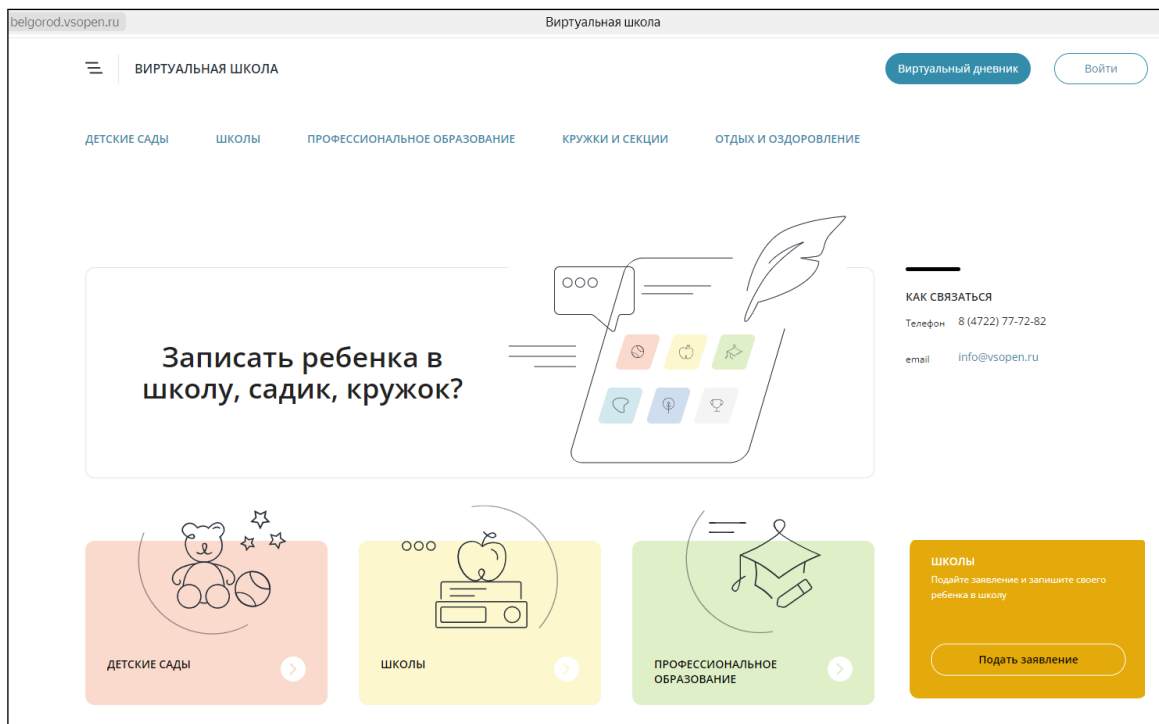 belgorod.vsopen.ru
Виртуальная школа
ВИРТУАЛЬНАЯ ШКОЛА
Виртуальный дневник
Войти
ДЕТСКИЕ САДЫ
ШКОЛЫ
ПРОФЕССИОНАЛЬНОЕ ОБРАЗОВАНИЕ
КРУЖКИ И СЕКЦИИ
ОТДЫХ И ОЗДОРОВЛЕНИЕ
Записать ребенка в
школу, садик, кружок?
КАК СВЯЗАТЬСЯ
Телефон 8 (4722) 77-72-82
email info@vsopen.ru
ДЕТСКИЕ САДЫ
ШКОЛЫ
ПРОФЕССИОНАЛЬНОЕ
ОБРАЗОВАНИЕ
ШКОЛЫ
Подайте заявление и запишите своего
ребенка в школу
Подать заявление